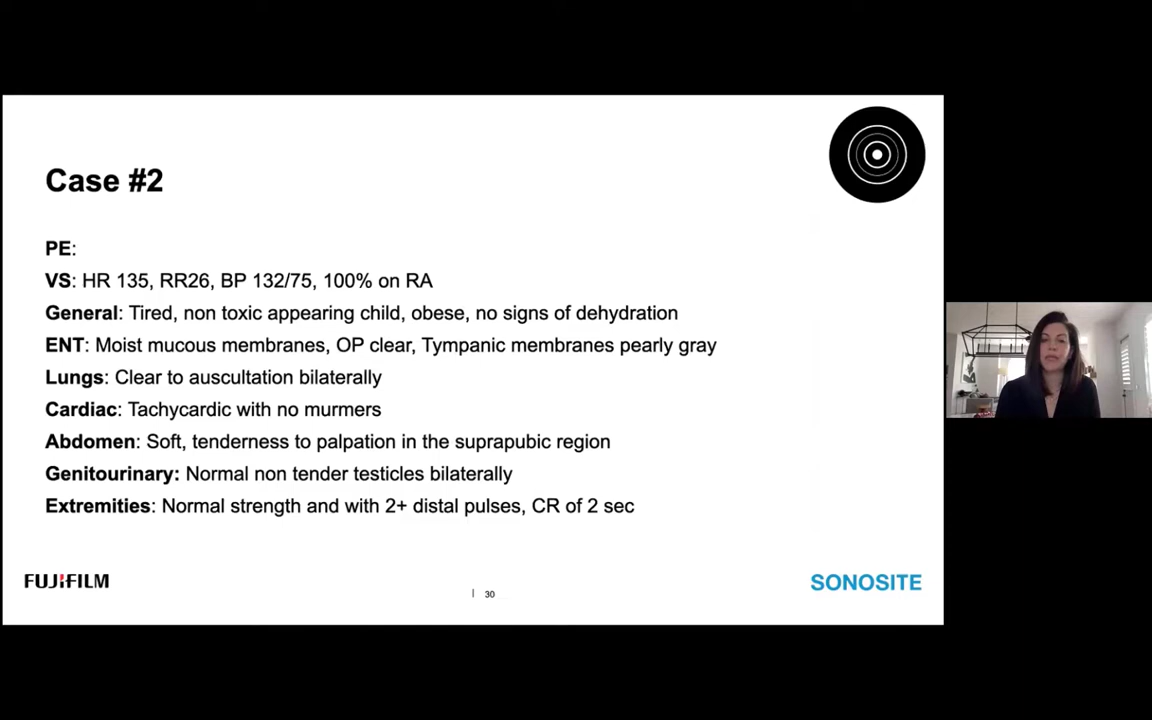 Case #2
PE:
VS: HR 135, RR26, BP 132/75, 100% on RA
General: Tired, non toxic appearing child, obese, no signs of dehydration
ENT: Moist mucous membranes, OP clear, Tympanic membranes pearly gray
Lungs: Clear to auscultation bilaterally
Cardiac: Tachycardic with no murmers
Abdomen: Soft, tenderness to palpation in the suprapubic region
Genitourinary: Normal non tender testicles bilaterally
Extremities: Normal strength and with 2+ distal pulses, CR of 2 sec
FUJIFILM
| 30
SONOSITE